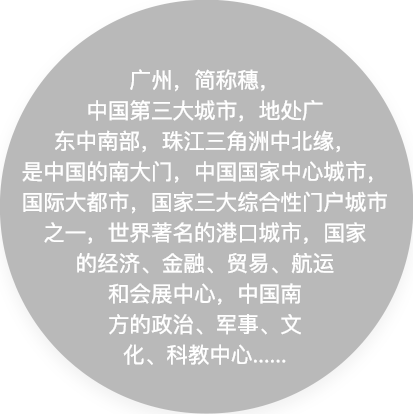 广州，简称穗，
中国第三大城市，地处广
东中南部，珠江三角洲中北缘，
是中国的南大门，中国国家中心城市，
国际大都市，国家三大综合性门户城市
之一，世界著名的港口城市，国家
的经济、金融、贸易、航运
和会展中心，中国南
方的政治、军事、文
化、科教中心......